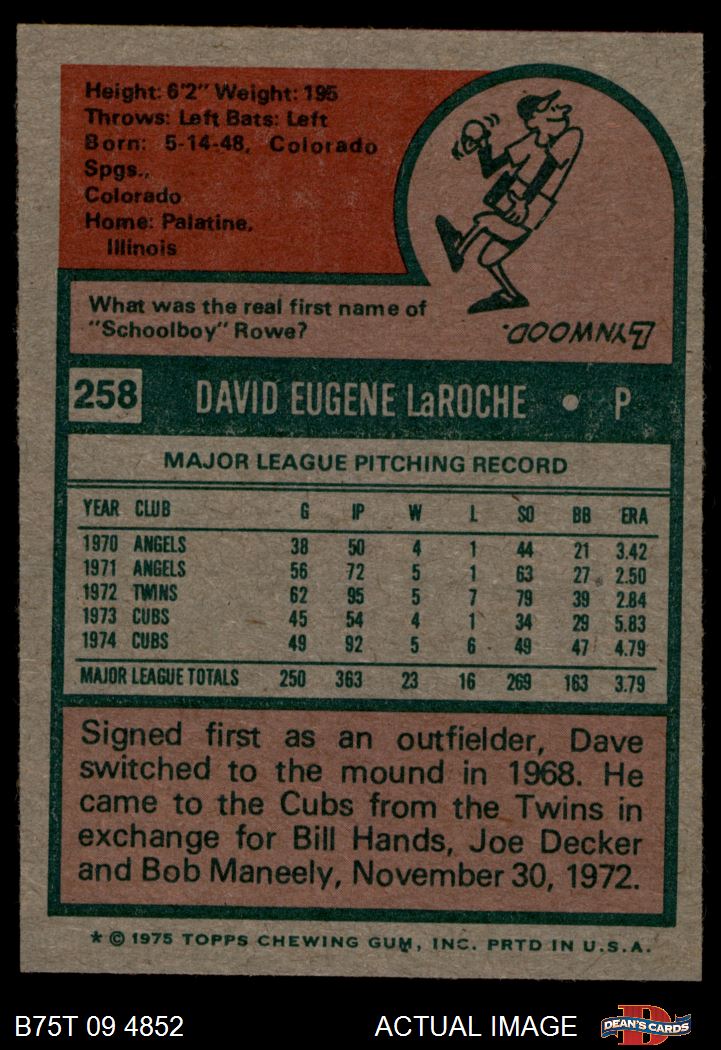 Height: 6'2" Weight: 195
Throws: Left Bats: Left
Born: 5-14-48, Colorado
Spgs.,
Colorado
Home: Palatine,
Illinois
What was the real first name of
"Schoolboy" Rowe?
LYNWOOD.
258 DAVID EUGENE LaROCHE • P
MAJOR LEAGUE PITCHING RECORD
YEAR CLUB G IP W L SO BB ERA
1970 ANGELS 38 50 4 1 44 21 3.42
1971 ANGELS 56 72 5 1 63 27 2.50
1972 TWINS 62 95 5 7 79 39 2.84
1973 CUBS 45 54 4 1 34 29 5.83
1974 CUBS 49 92 5 6 49 47 4.79
MAJOR LEAGUE TOTALS 250 363 23 16 269 163 3.79
Signed first as an outfielder, Dave
switched to the mound in 1968. He
came to the Cubs from the Twins in
exchange for Bill Hands, Joe Decker
and Bob Maneely, November 30, 1972.
* © 1975 TOPPS CHEWING GUM, INC. PRTD IN U.S.A.
B75T 09 4852 ACTUAL IMAGE DEAN'S CARDS